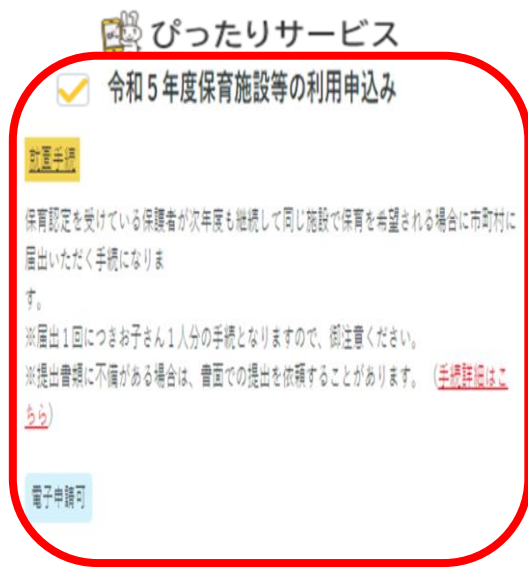 ぴったりサービス
令和5年度保育施設等の利用申込み
保育認定を受けている保護者が次年度も継続して同じ施設で保育を希望される場合に市町村に
届出いただく手続になりま
す。
※届出1回につきお子さん1人分の手続となりますので、御注意ください。
※提出書類に不備がある場合は、書面での提出を依頼することがあります。（手続詳細はこ
ちら）
電子申請可